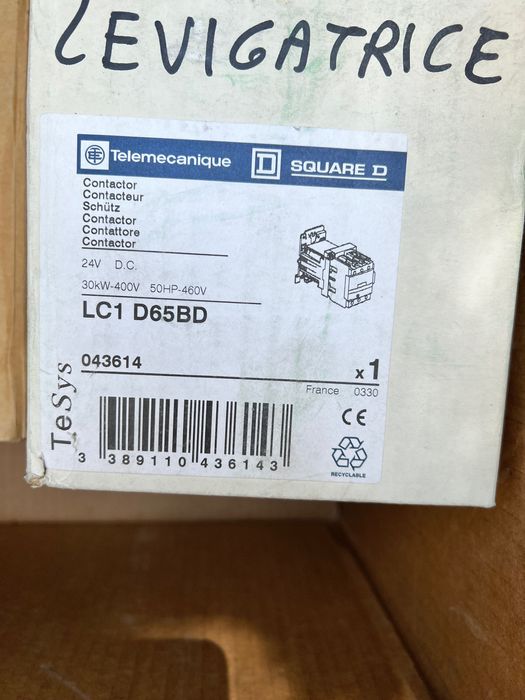 LEVIGATRICE
Telemecanique SQUARE D
Contactor
Contacteur
Schütz
Contactor
Contattore
Contactor
24V D.C.
30kW-400V 50HP-460V
LC1 D65BD
043614
x 1
France 0330
TeSys
CE
3 389110 436143
RECYCLABLE